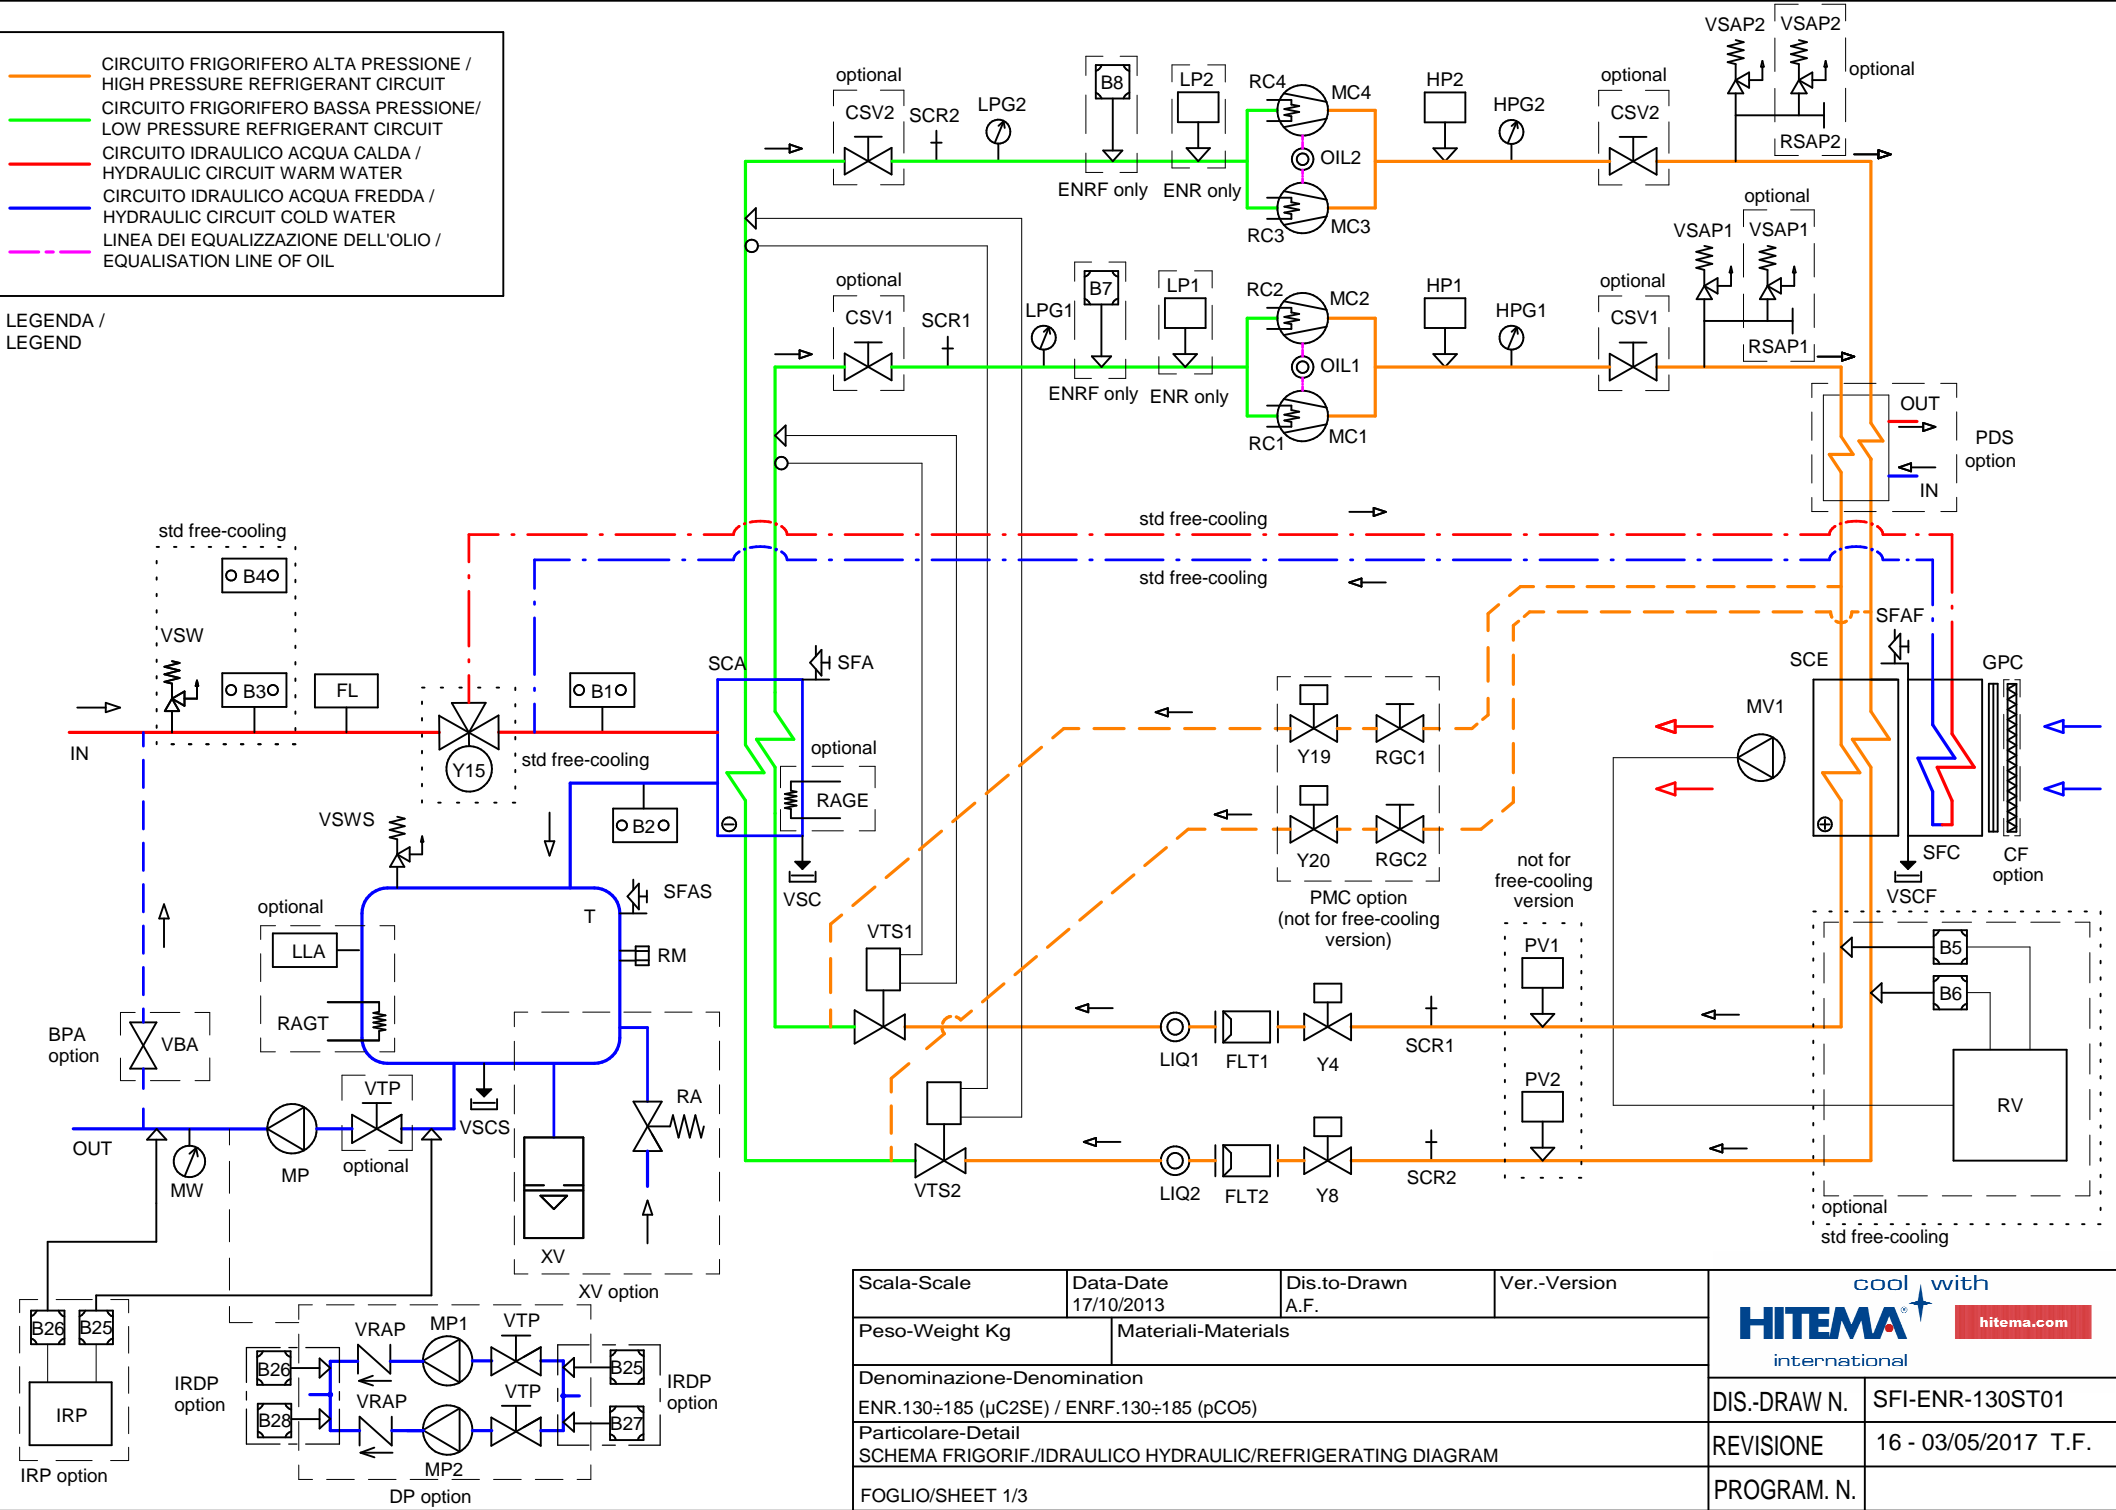 CIRCUITO FRIGORIFERO ALTA PRESSIONE /
HIGH PRESSURE REFRIGERANT CIRCUIT
CIRCUITO FRIGORIFERO BASSA PRESSIONE/
LOW PRESSURE REFRIGERANT CIRCUIT
CIRCUITO IDRAULICO ACQUA CALDA /
HYDRAULIC CIRCUIT WARM WATER
CIRCUITO IDRAULICO ACQUA FREDDA /
HYDRAULIC CIRCUIT COLD WATER
LINEA DEI EQUALIZZAZIONE DELL'OLIO /
EQUALISATION LINE OF OIL
LEGENDA /
LEGEND
optional
CSV2
SCR2
LPG2
B8
ENRF only
LP2
ENR only
RC4
MC4
OIL2
RC3
MC3
HP2
HPG2
optional
CSV2
VSAP2
VSAP2
optional
RSAP2
optional
CSV1
SCR1
LPG1
B7
ENRF only
LP1
ENR only
RC2
MC2
OIL1
RC1
MC1
HP1
HPG1
optional
CSV1
optional
VSAP1
VSAP1
RSAP1
OUT
PDS
option
IN
std free-cooling
std free-cooling
std free-cooling
B4
VSW
B3
FL
IN
Y15
std free-cooling
B1
B2
SCA
SFA
optional
RAGE
VSC
Y19
RGC1
Y20
RGC2
PMC option
(not for free-cooling
version)
SFAF
SCE
GPC
MV1
SFC
CF
option
VSCF
not for
free-cooling
version
PV1
PV2
B5
B6
RV
optional
std free-cooling
VSWS
SFAS
T
optional
LLA
RAGT
RM
VTS1
LIQ1
FLT1
Y4
SCR1
VTS2
LIQ2
FLT2
Y8
SCR2
BPA
option
VBA
VTP
optional
OUT
MW
MP
VSCS
RA
XV
XV option
B26
B25
IRP
IRP option
IRDP
option
B26
B28
VRAP
MP1
VTP
VRAP
MP2
VTP
B25
B27
IRDP
option
DP option
Scala-Scale
Data-Date
17/10/2013
Dis.to-Drawn
A.F.
Ver.-Version
Peso-Weight Kg
Materiali-Materials
Denominazione-Denomination
ENR.130÷185 (µC2SE) / ENRF.130÷185 (pCO5)
Particolare-Detail
SCHEMA FRIGORIF./IDRAULICO HYDRAULIC/REFRIGERATING DIAGRAM
FOGLIO/SHEET 1/3
cool with
HITEMA®
international
hitema.com
DIS.-DRAW N.
SFI-ENR-130ST01
REVISIONE
16 - 03/05/2017 T.F.
PROGRAM. N.